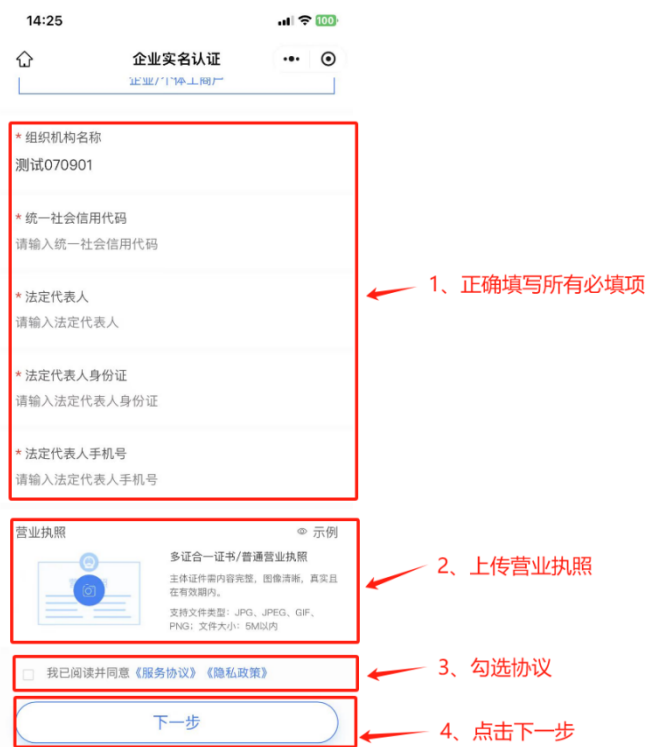 14:25
100
企业实名认证
企业/个体工商户
* 组织机构名称
测试070901
* 统一社会信用代码
请输入统一社会信用代码
1、正确填写所有必填项
* 法定代表人
请输入法定代表人
* 法定代表人身份证
请输入法定代表人身份证
* 法定代表人手机号
请输入法定代表人手机号
营业执照
示例
多证合一证书/普通营业执照
主体证件需内容完整，图像清晰，真实且
在有效期内。
支持文件类型：JPG、JPEG、GIF、
PNG；文件大小：5M以内
2、上传营业执照
我已阅读并同意《服务协议》《隐私政策》
3、勾选协议
下一步
4、点击下一步